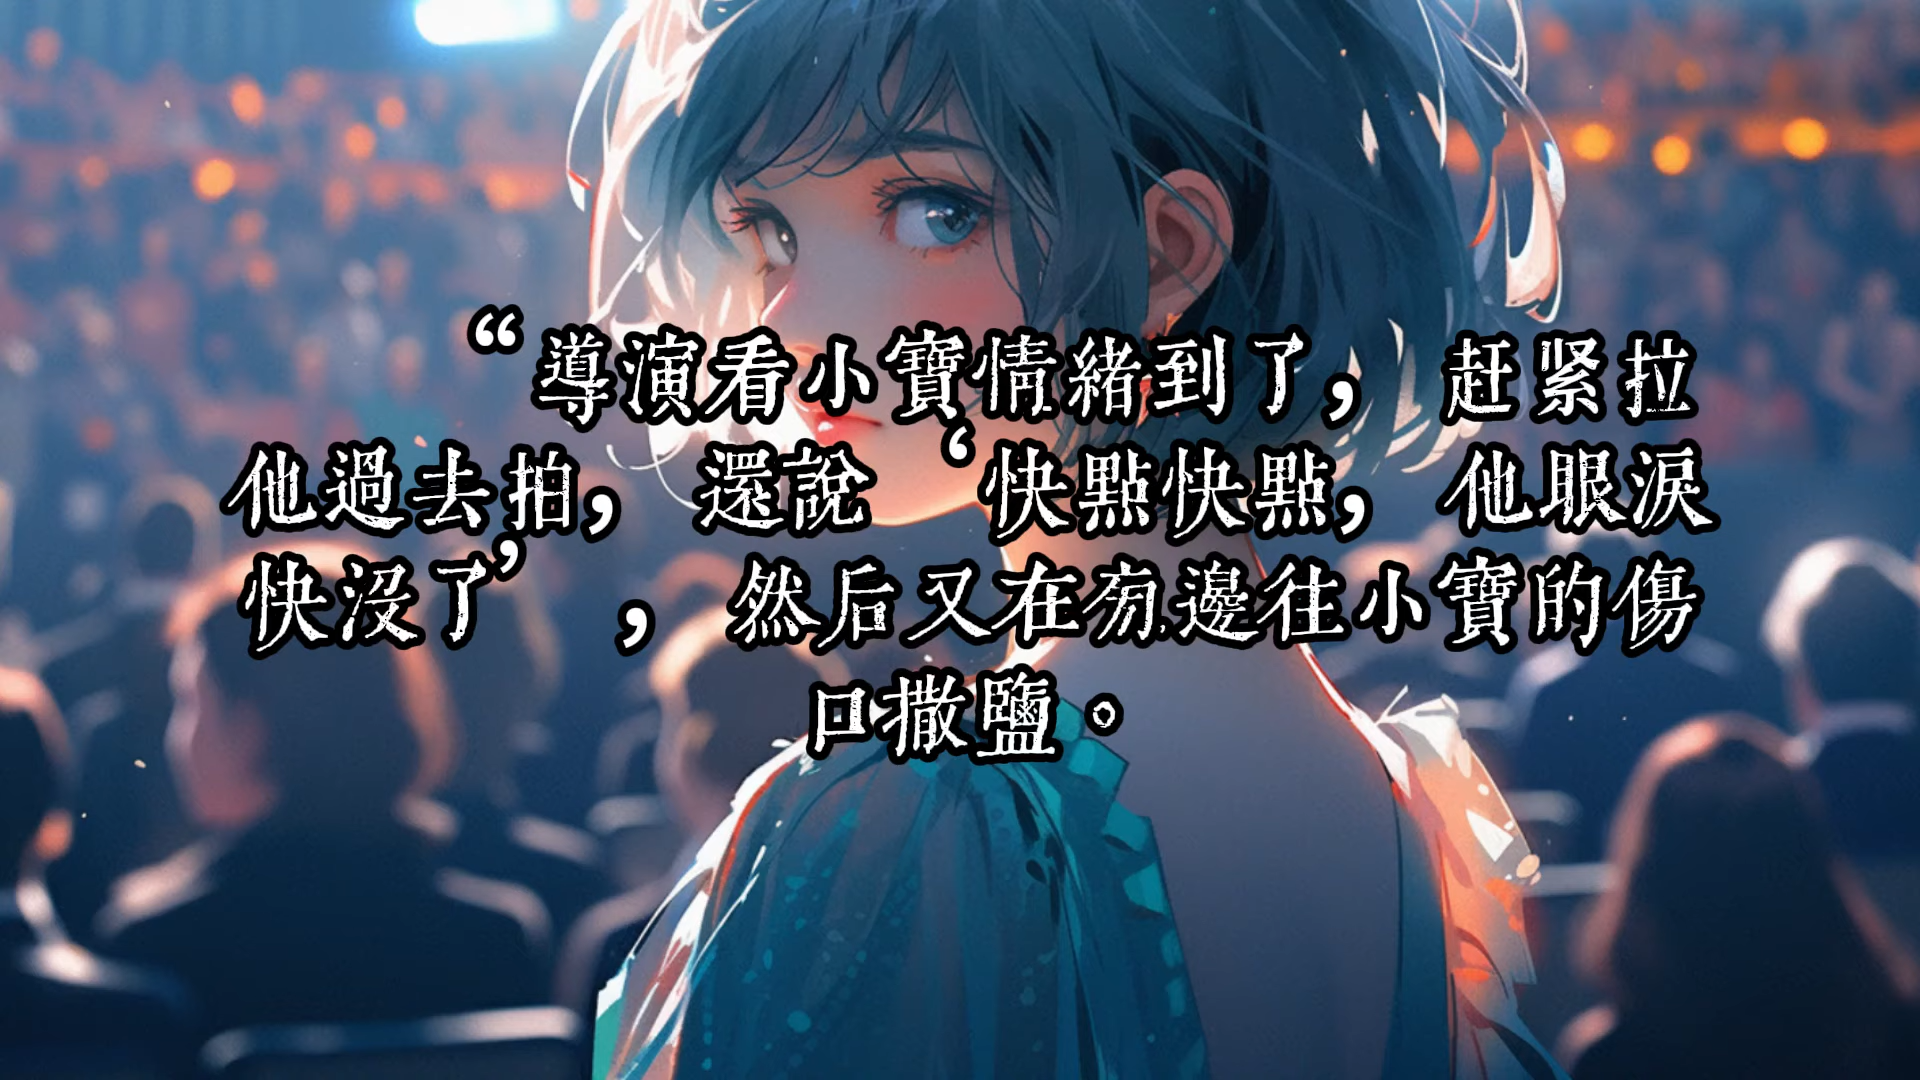 “導演看小寶情緒到了，赶紧拉
他過去拍，還說‘快點快點，他眼淚
快沒了’，然后又在旁邊往小寶的傷
口撒鹽。